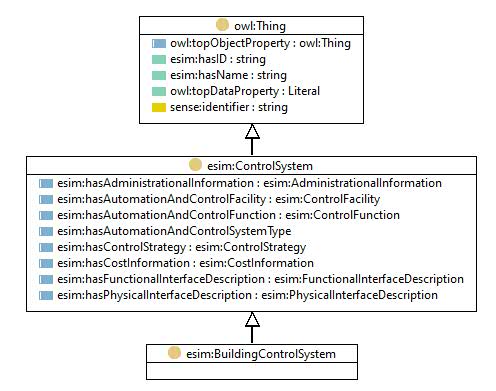 owl:Thing
owl:topObjectProperty : owl:Thing
esim:hasID : string
esim:hasName : string
owl:topDataProperty : Literal
sense:identifier : string
esim:ControlSystem
esim:hasAdministrationalInformation : esim:AdministrationalInformation
esim:hasAutomationAndControlFacility : esim:ControlFacility
esim:hasAutomationAndControlFunction : esim:ControlFunction
esim:hasAutomationAndControlSystemType
esim:hasControlStrategy : esim:ControlStrategy
esim:hasCostInformation : esim:CostInformation
esim:hasFunctionalInterfaceDescription : esim:FunctionalInterfaceDescription
esim:hasPhysicalInterfaceDescription : esim:PhysicalInterfaceDescription
esim:BuildingControlSystem